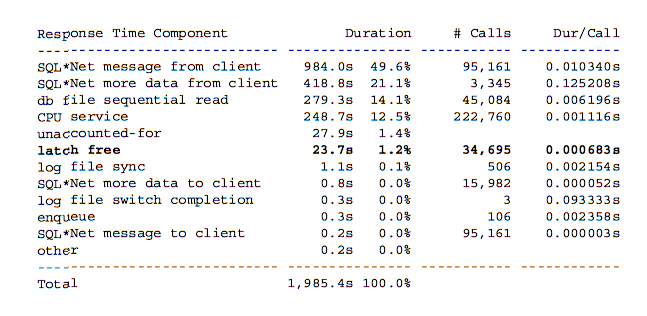 Response Time Component Duration # Calls Dur/Call
SQL*Net message from client 984.0s 49.6% 95,161 0.010340s
SQL*Net more data from client 418.8s 21.1% 3,345 0.125208s
db file sequential read 279.3s 14.1% 45,084 0.006196s
CPU service 248.7s 12.5% 222,760 0.001116s
unaccounted-for 27.9s 1.4%
latch free 23.7s 1.2% 34,695 0.000683s
log file sync 1.1s 0.1% 506 0.002154s
SQL*Net more data to client 0.8s 0.0% 15,982 0.000052s
log file switch completion 0.3s 0.0% 3 0.093333s
enqueue 0.3s 0.0% 106 0.002358s
SQL*Net message to client 0.2s 0.0% 95,161 0.000003s
other 0.2s 0.0%
Total 1,985.4s 100.0%